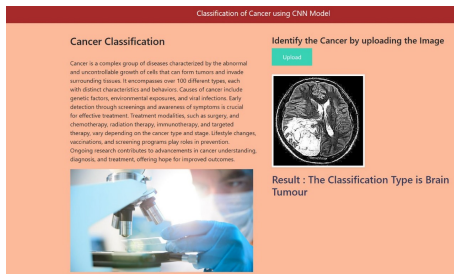 Classification of Cancer using CNN Model
Cancer Classification
Cancer is a complex group of diseases characterized by the abnormal
and uncontrollable growth of cells that can form tumors and invade
surrounding tissues. It encompasses over 100 different types, each
with distinct characteristics and behaviors. Causes of cancer include
genetic factors, environmental exposures, and viral infections. Early
detection through screenings and awareness of symptoms is crucial
for effective treatment. Treatment modalities, such as surgery, and
chemotherapy, radiation therapy, immunotherapy, and targeted
therapy, vary depending on the cancer type and stage. Lifestyle changes,
vaccinations, and screening programs play roles in prevention.
Ongoing research contributes to advancements in cancer understanding,
diagnosis, and treatment, offering hope for improved outcomes.
Identify the Cancer by uploading the Image
Upload
Result : The Classification Type is Brain
Tumour